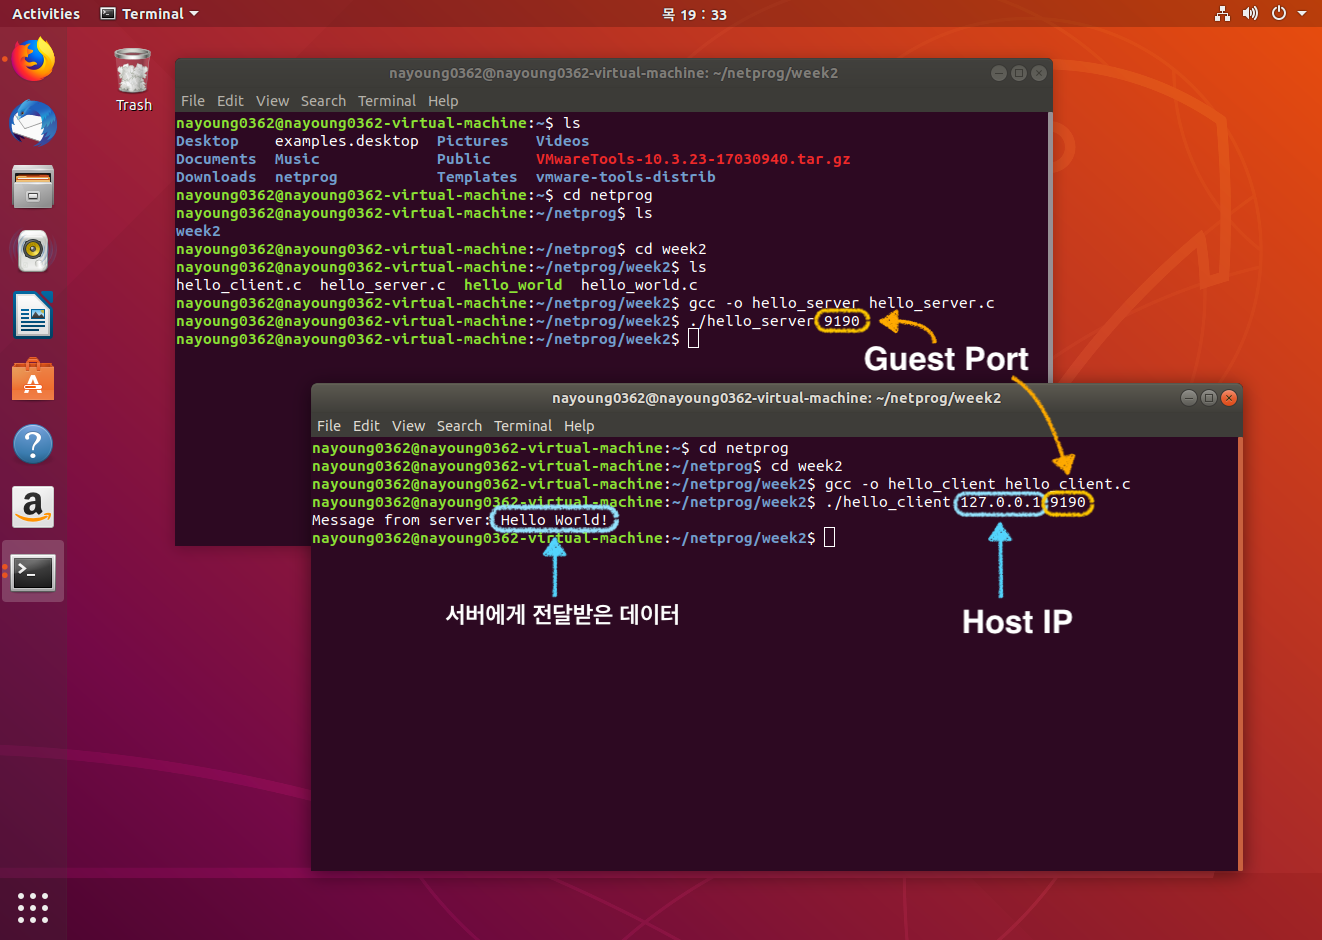 Activities
Terminal
목 19 : 33
Trash
nayoung0362@nayoung0362-virtual-machine: ~/netprog/week2
File Edit View Search Terminal Help
nayoung0362@nayoung0362-virtual-machine:~$ ls
Desktop examples.desktop Pictures Videos
Documents Music Public VMwareTools-10.3.23-17030940.tar.gz
Downloads netprog Templates vmware-tools-distrib
nayoung0362@nayoung0362-virtual-machine:~$ cd netprog
nayoung0362@nayoung0362-virtual-machine:~/netprog$ ls
week2
nayoung0362@nayoung0362-virtual-machine:~/netprog$ cd week2
nayoung0362@nayoung0362-virtual-machine:~/netprog/week2$ ls
hello_client.c hello_server.c hello_world hello_world.c
nayoung0362@nayoung0362-virtual-machine:~/netprog/week2$ gcc -o hello_server hello_server.c
nayoung0362@nayoung0362-virtual-machine:~/netprog/week2$ ./hello_server 9190
nayoung0362@nayoung0362-virtual-machine:~/netprog/week2$
Guest Port
nayoung0362@nayoung0362-virtual-machine: ~/netprog/week2
File Edit View Search Terminal Help
nayoung0362@nayoung0362-virtual-machine:~$ cd netprog
nayoung0362@nayoung0362-virtual-machine:~/netprog$ cd week2
nayoung0362@nayoung0362-virtual-machine:~/netprog/week2$ gcc -o hello_client hello_client.c
nayoung0362@nayoung0362-virtual-machine:~/netprog/week2$ ./hello_client 127.0.0.1 9190
Message from server: Hello World!
nayoung0362@nayoung0362-virtual-machine:~/netprog/week2$
서버에게 전달받은 데이터
Host IP